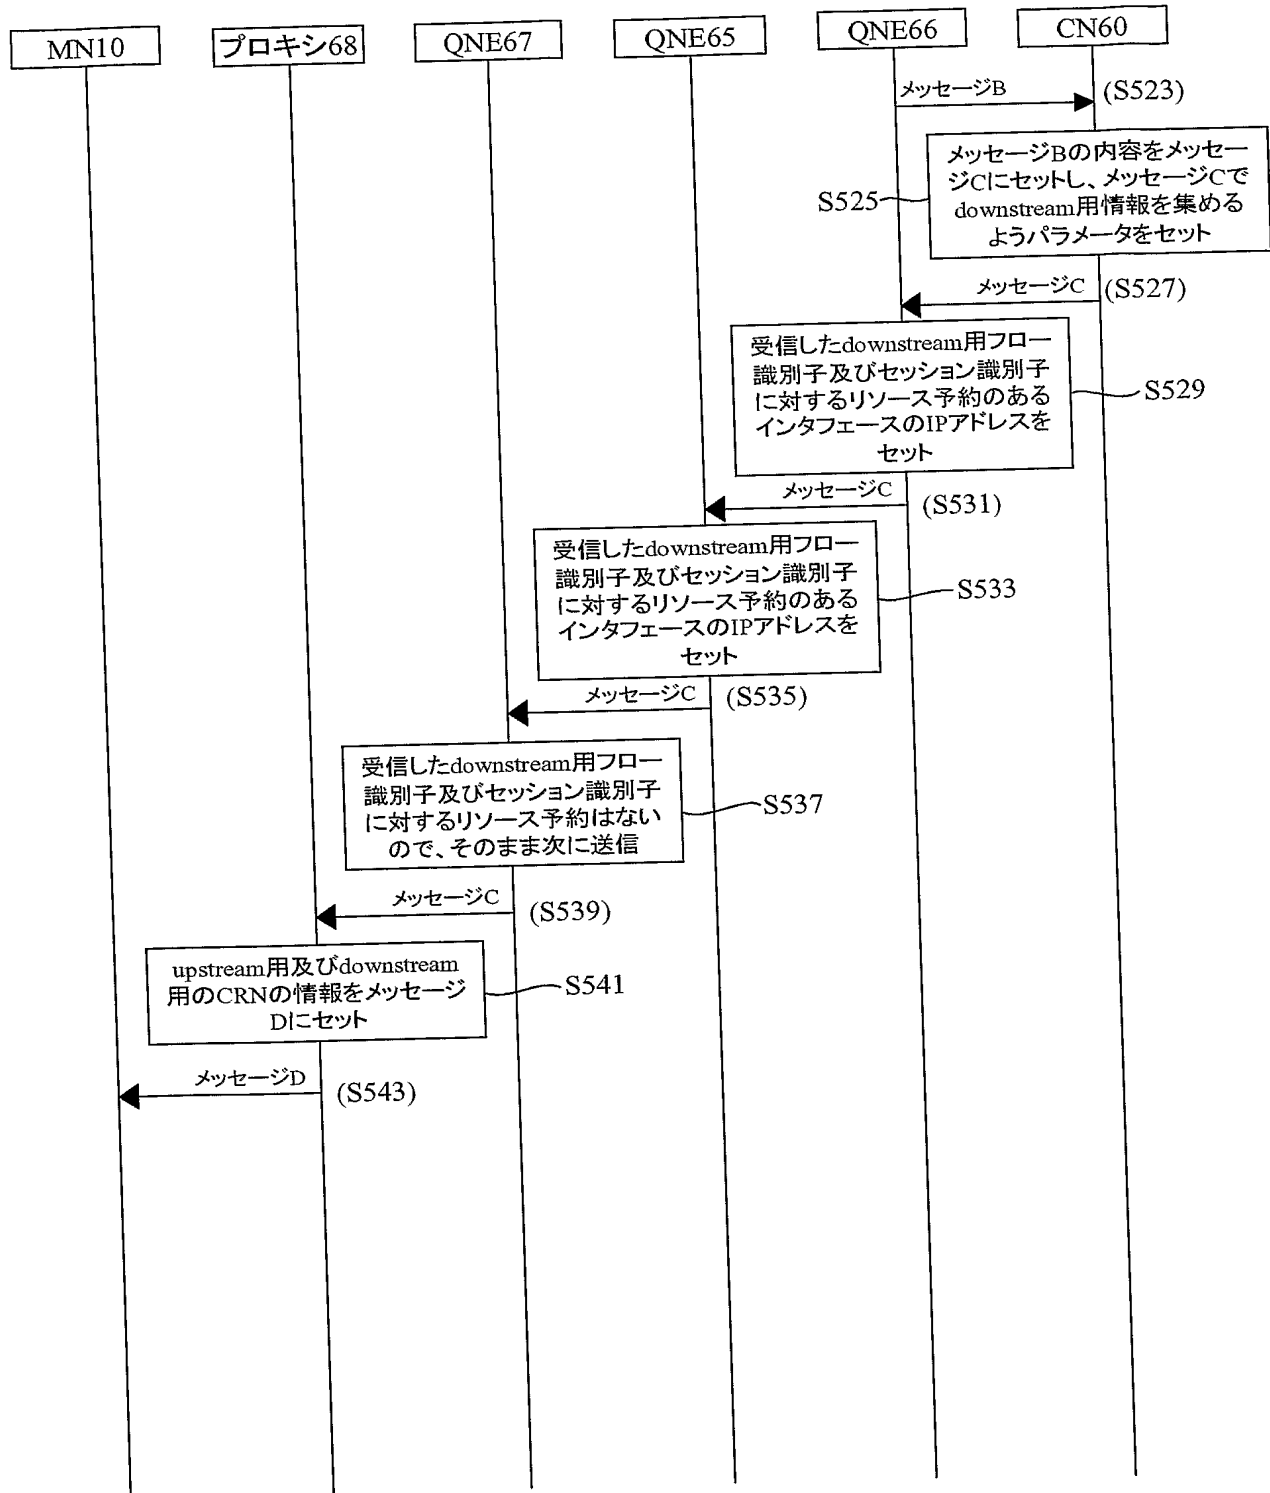 MN10
プロキシ68
QNE67
QNE65
QNE66
CN60
メッセージB
(S523)
メッセージBの内容をメッセー
ジCにセットし、メッセージCで
downstream用情報を集める
ようパラメータをセット
S525
メッセージC
(S527)
受信したdownstream用フロー
識別子及びセッション識別子
に対するリソース予約のある
インタフェースのIPアドレスを
セット
S529
メッセージC
(S531)
受信したdownstream用フロー
識別子及びセッション識別子
に対するリソース予約のある
インタフェースのIPアドレスを
セット
S533
メッセージC
(S535)
受信したdownstream用フロー
識別子及びセッション識別子
に対するリソース予約はない
ので、そのまま次に送信
S537
メッセージC
(S539)
upstream用及びdownstream
用のCRNの情報をメッセージ
Dにセット
S541
メッセージD
(S543)